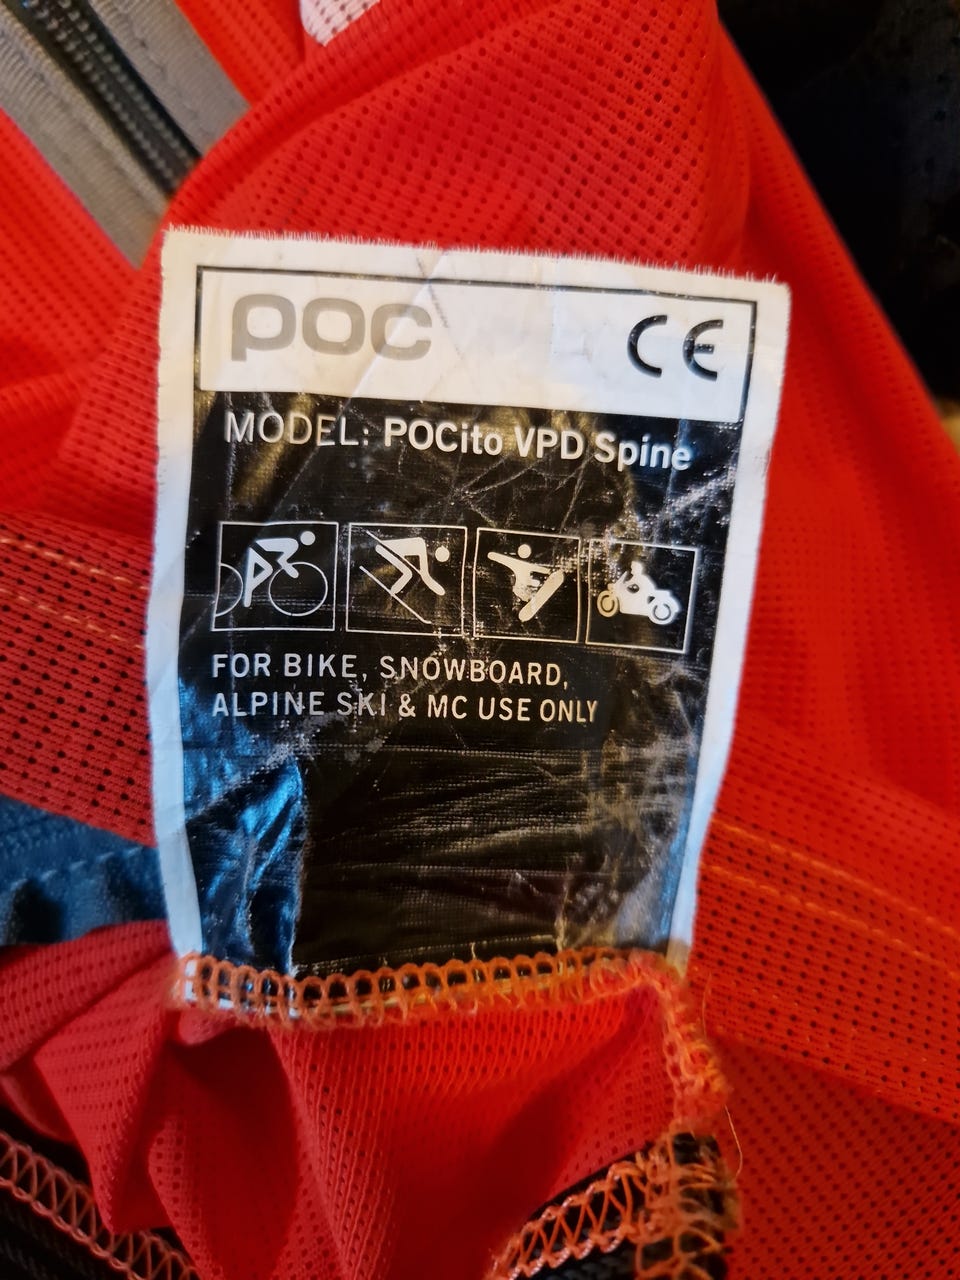 POC CE
MODEL: POCito VPD Spine
FOR BIKE, SNOWBOARD,
ALPINE SKI & MC USE ONLY